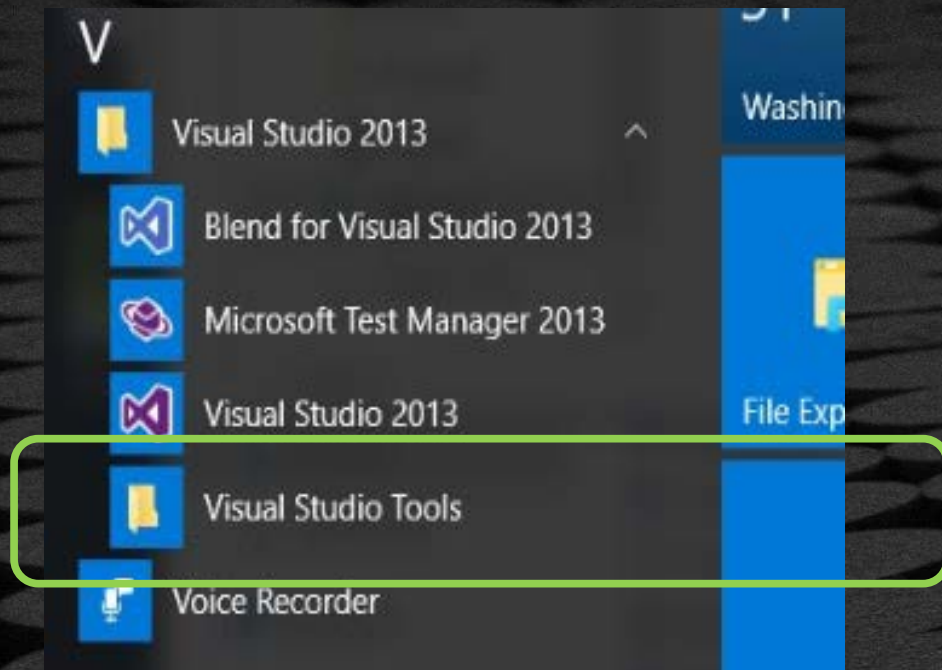 V
Visual Studio 2013
Blend for Visual Studio 2013
Microsoft Test Manager 2013
Visual Studio 2013
Visual Studio Tools
Voice Recorder
Washin
File Exp